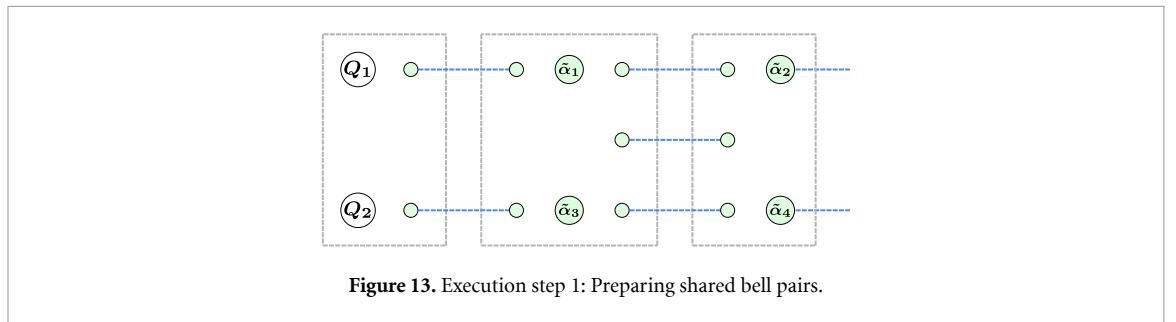 Q₁ α̃₁ α̃₂
Q₂ α̃₃ α̃₄
Figure 13. Execution step 1: Preparing shared bell pairs.